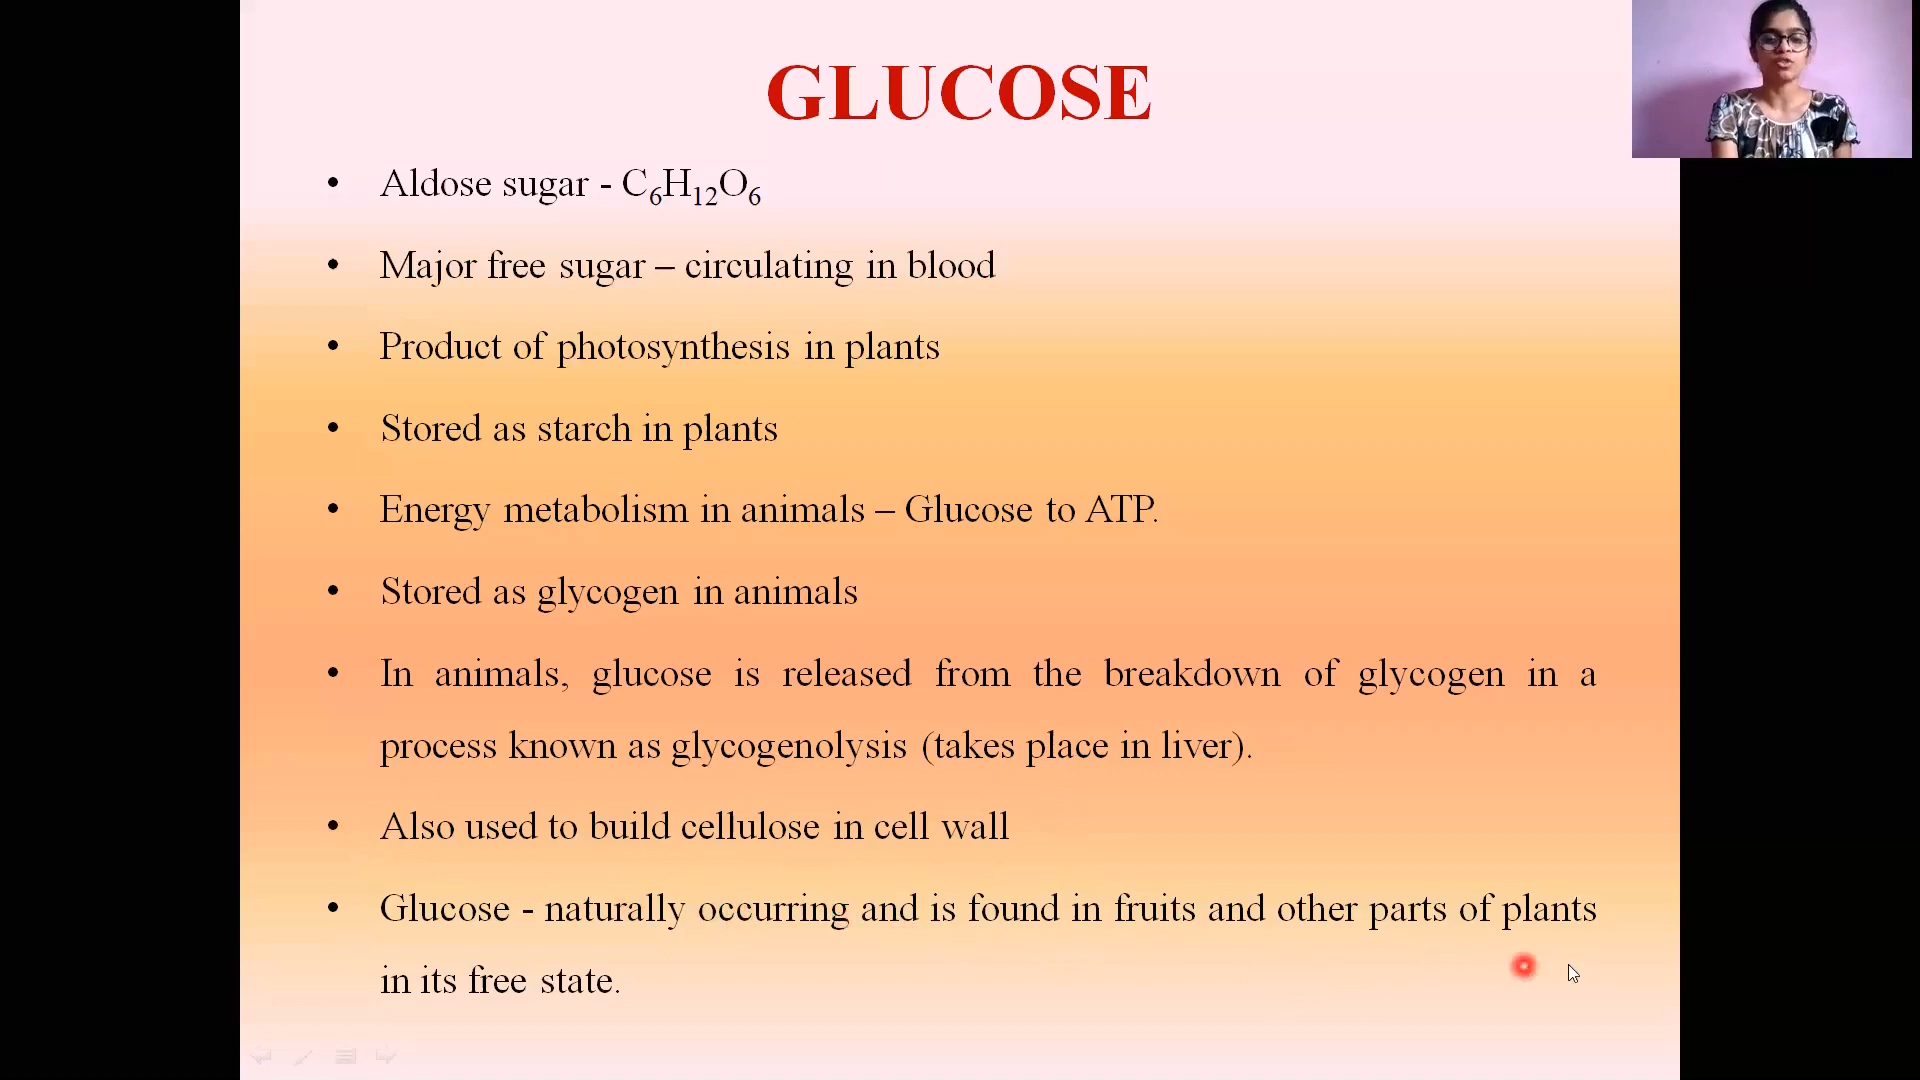 GLUCOSE
• Aldose sugar - C₆H₁₂O₆
• Major free sugar – circulating in blood
• Product of photosynthesis in plants
• Stored as starch in plants
• Energy metabolism in animals – Glucose to ATP.
• Stored as glycogen in animals
• In animals, glucose is released from the breakdown of glycogen in a
process known as glycogenolysis (takes place in liver).
• Also used to build cellulose in cell wall
• Glucose - naturally occurring and is found in fruits and other parts of plants
in its free state.